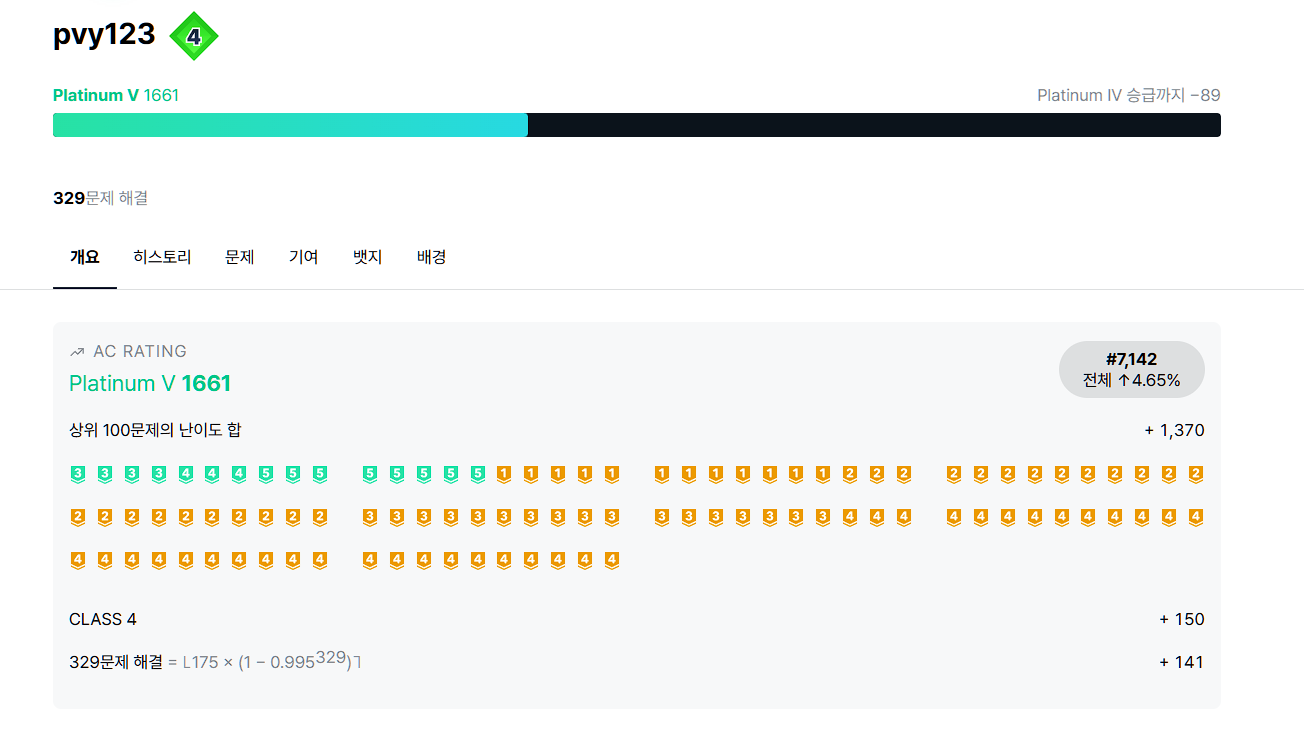 pvy123 4
Platinum V 1661 Platinum IV 승급까지 −89
329문제 해결
개요 히스토리 문제 기여 뱃지 배경
AC RATING
Platinum V 1661
#7,142
전체 ↑4.65%
상위 100문제의 난이도 합 + 1,370
3 3 3 3 4 4 4 5 5 5 5 5 5 5 5 1 1 1 1 1 1 1 1 1 1 1 1 2 2 2 2 2 2 2 2 2 2 2 2 2
2 2 2 2 2 2 2 2 2 2 3 3 3 3 3 3 3 3 3 3 3 3 3 3 3 3 3 4 4 4 4 4 4 4 4 4 4 4 4 4
4 4 4 4 4 4 4 4 4 4 4 4 4 4 4 4 4 4 4 4
CLASS 4 + 150
329문제 해결 = ⌊175 × (1 − 0.995^329)⌉ + 141